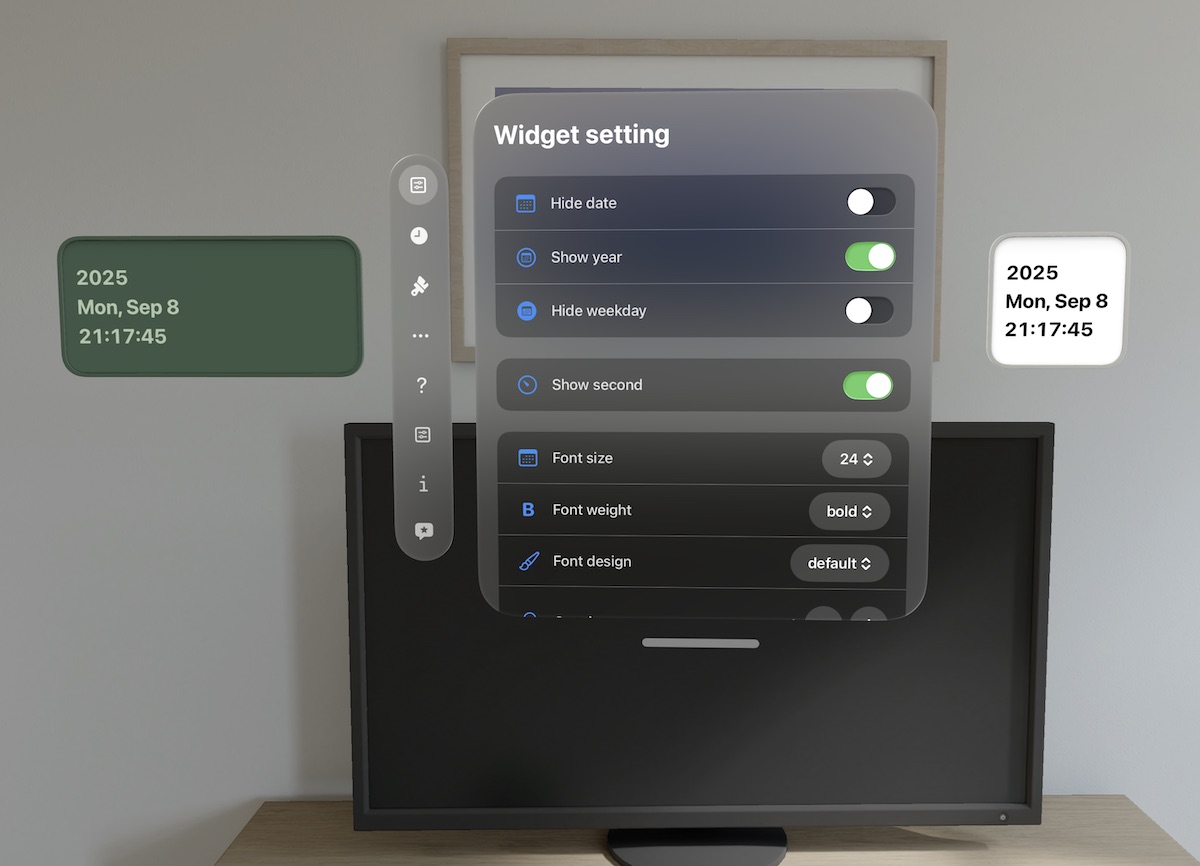 Widget setting
Hide date
Show year
Hide weekday
Show second
Font size
24
B
Font weight
bold
Font design
default
2025
Mon, Sep 8
21:17:45
?
i
2025
Mon, Sep 8
21:17:45